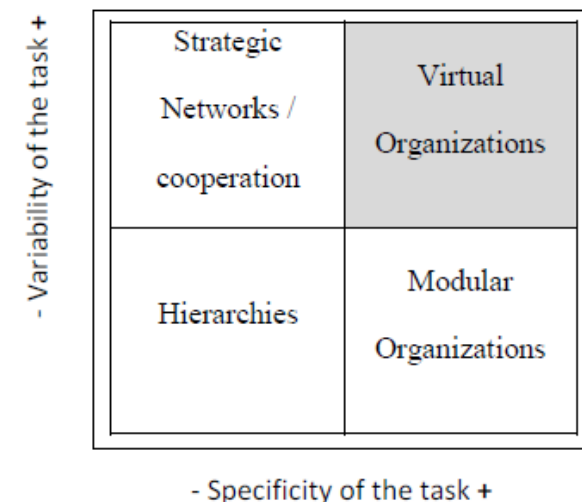 - Variability of the task +
Strategic
Networks /
cooperation
Virtual
Organizations
Hierarchies
Modular
Organizations
- Specificity of the task +